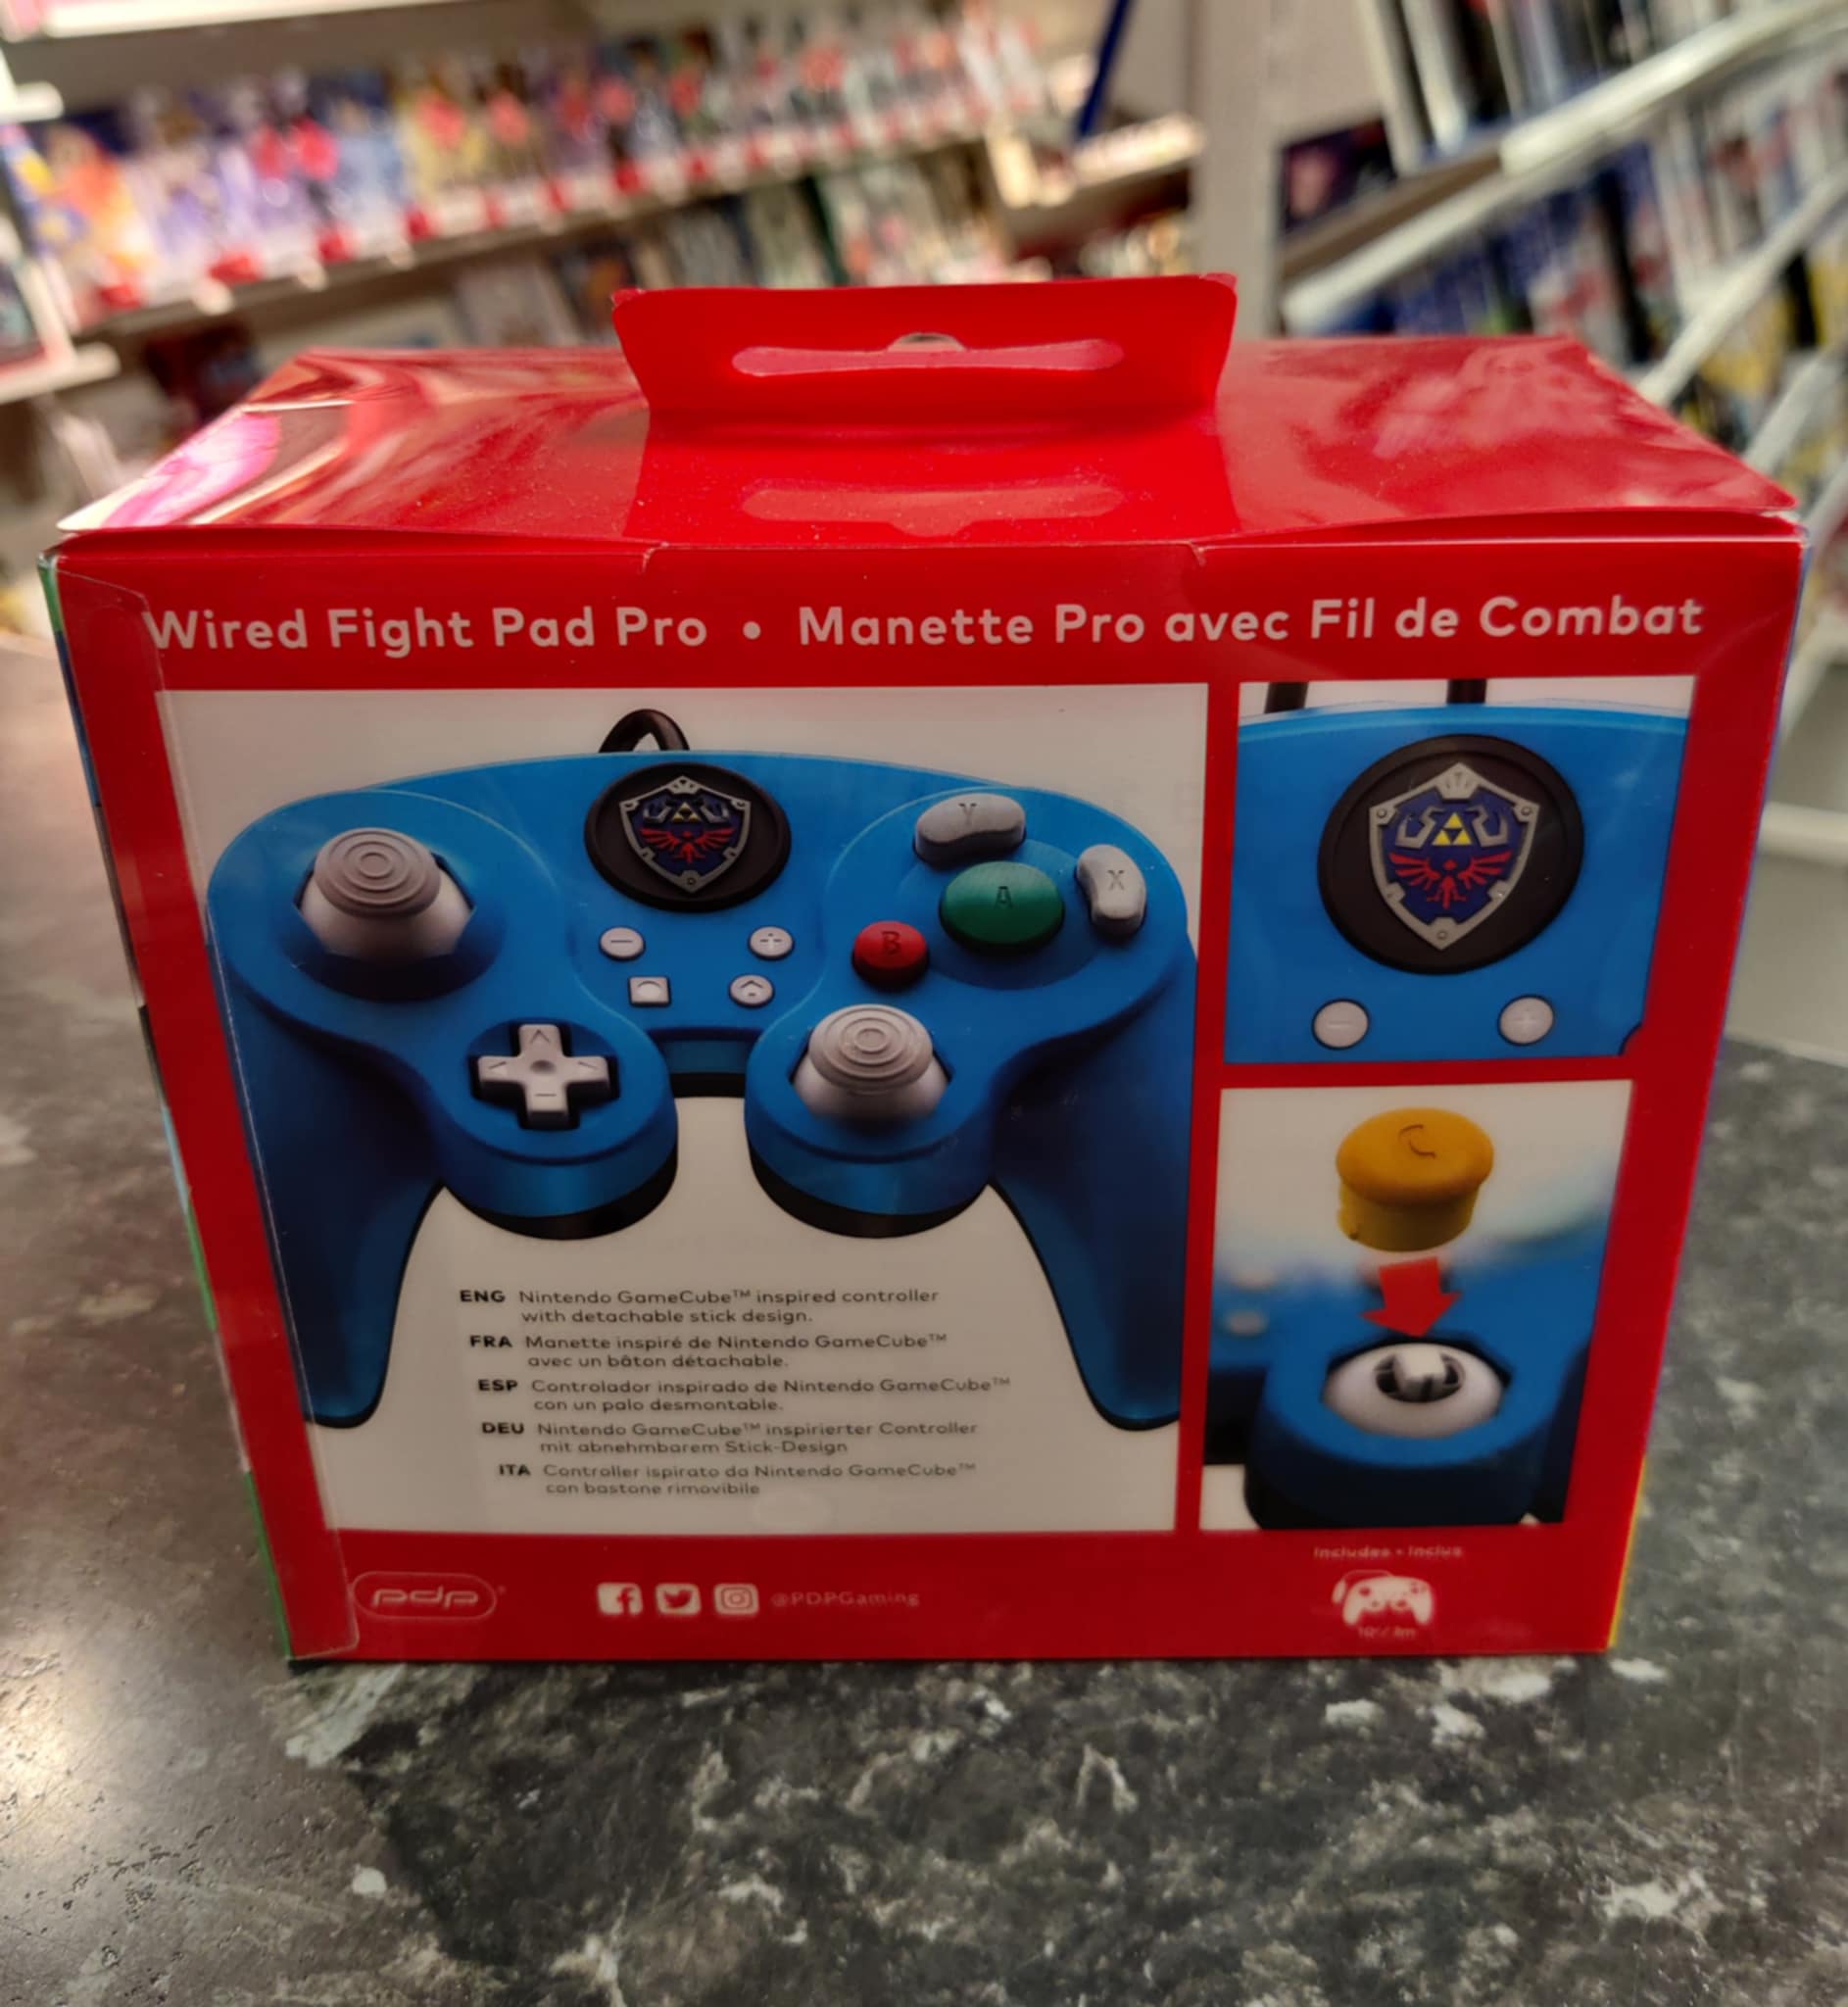 Wired Fight Pad Pro • Manette Pro avec Fil de Combat
Y
X
A
B
C
ENG Nintendo GameCube™ inspired controller
with detachable stick design.
FRA Manette inspiré de Nintendo GameCube™
avec un bâton détachable.
ESP Controlador inspirado de Nintendo GameCube™
con un palo desmontable.
DEU Nintendo GameCube™ inspirierter Controller
mit abnehmbarem Stick-Design
ITA Controller ispirato da Nintendo GameCube™
con bastone rimovibile
pdp®
@PDPGaming
Includes • Inclus